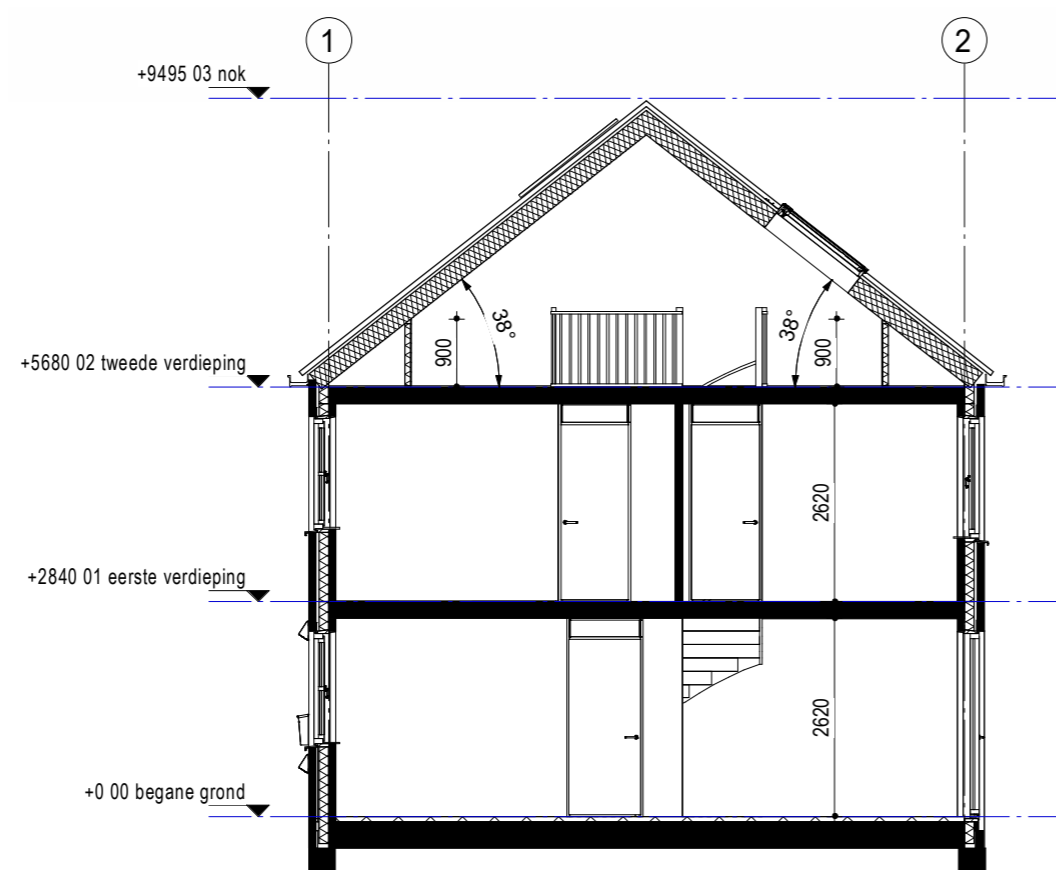 1
2
+9495 03 nok
38°
38°
900
900
+5680 02 tweede verdieping
2620
+2840 01 eerste verdieping
2620
+0 00 begane grond